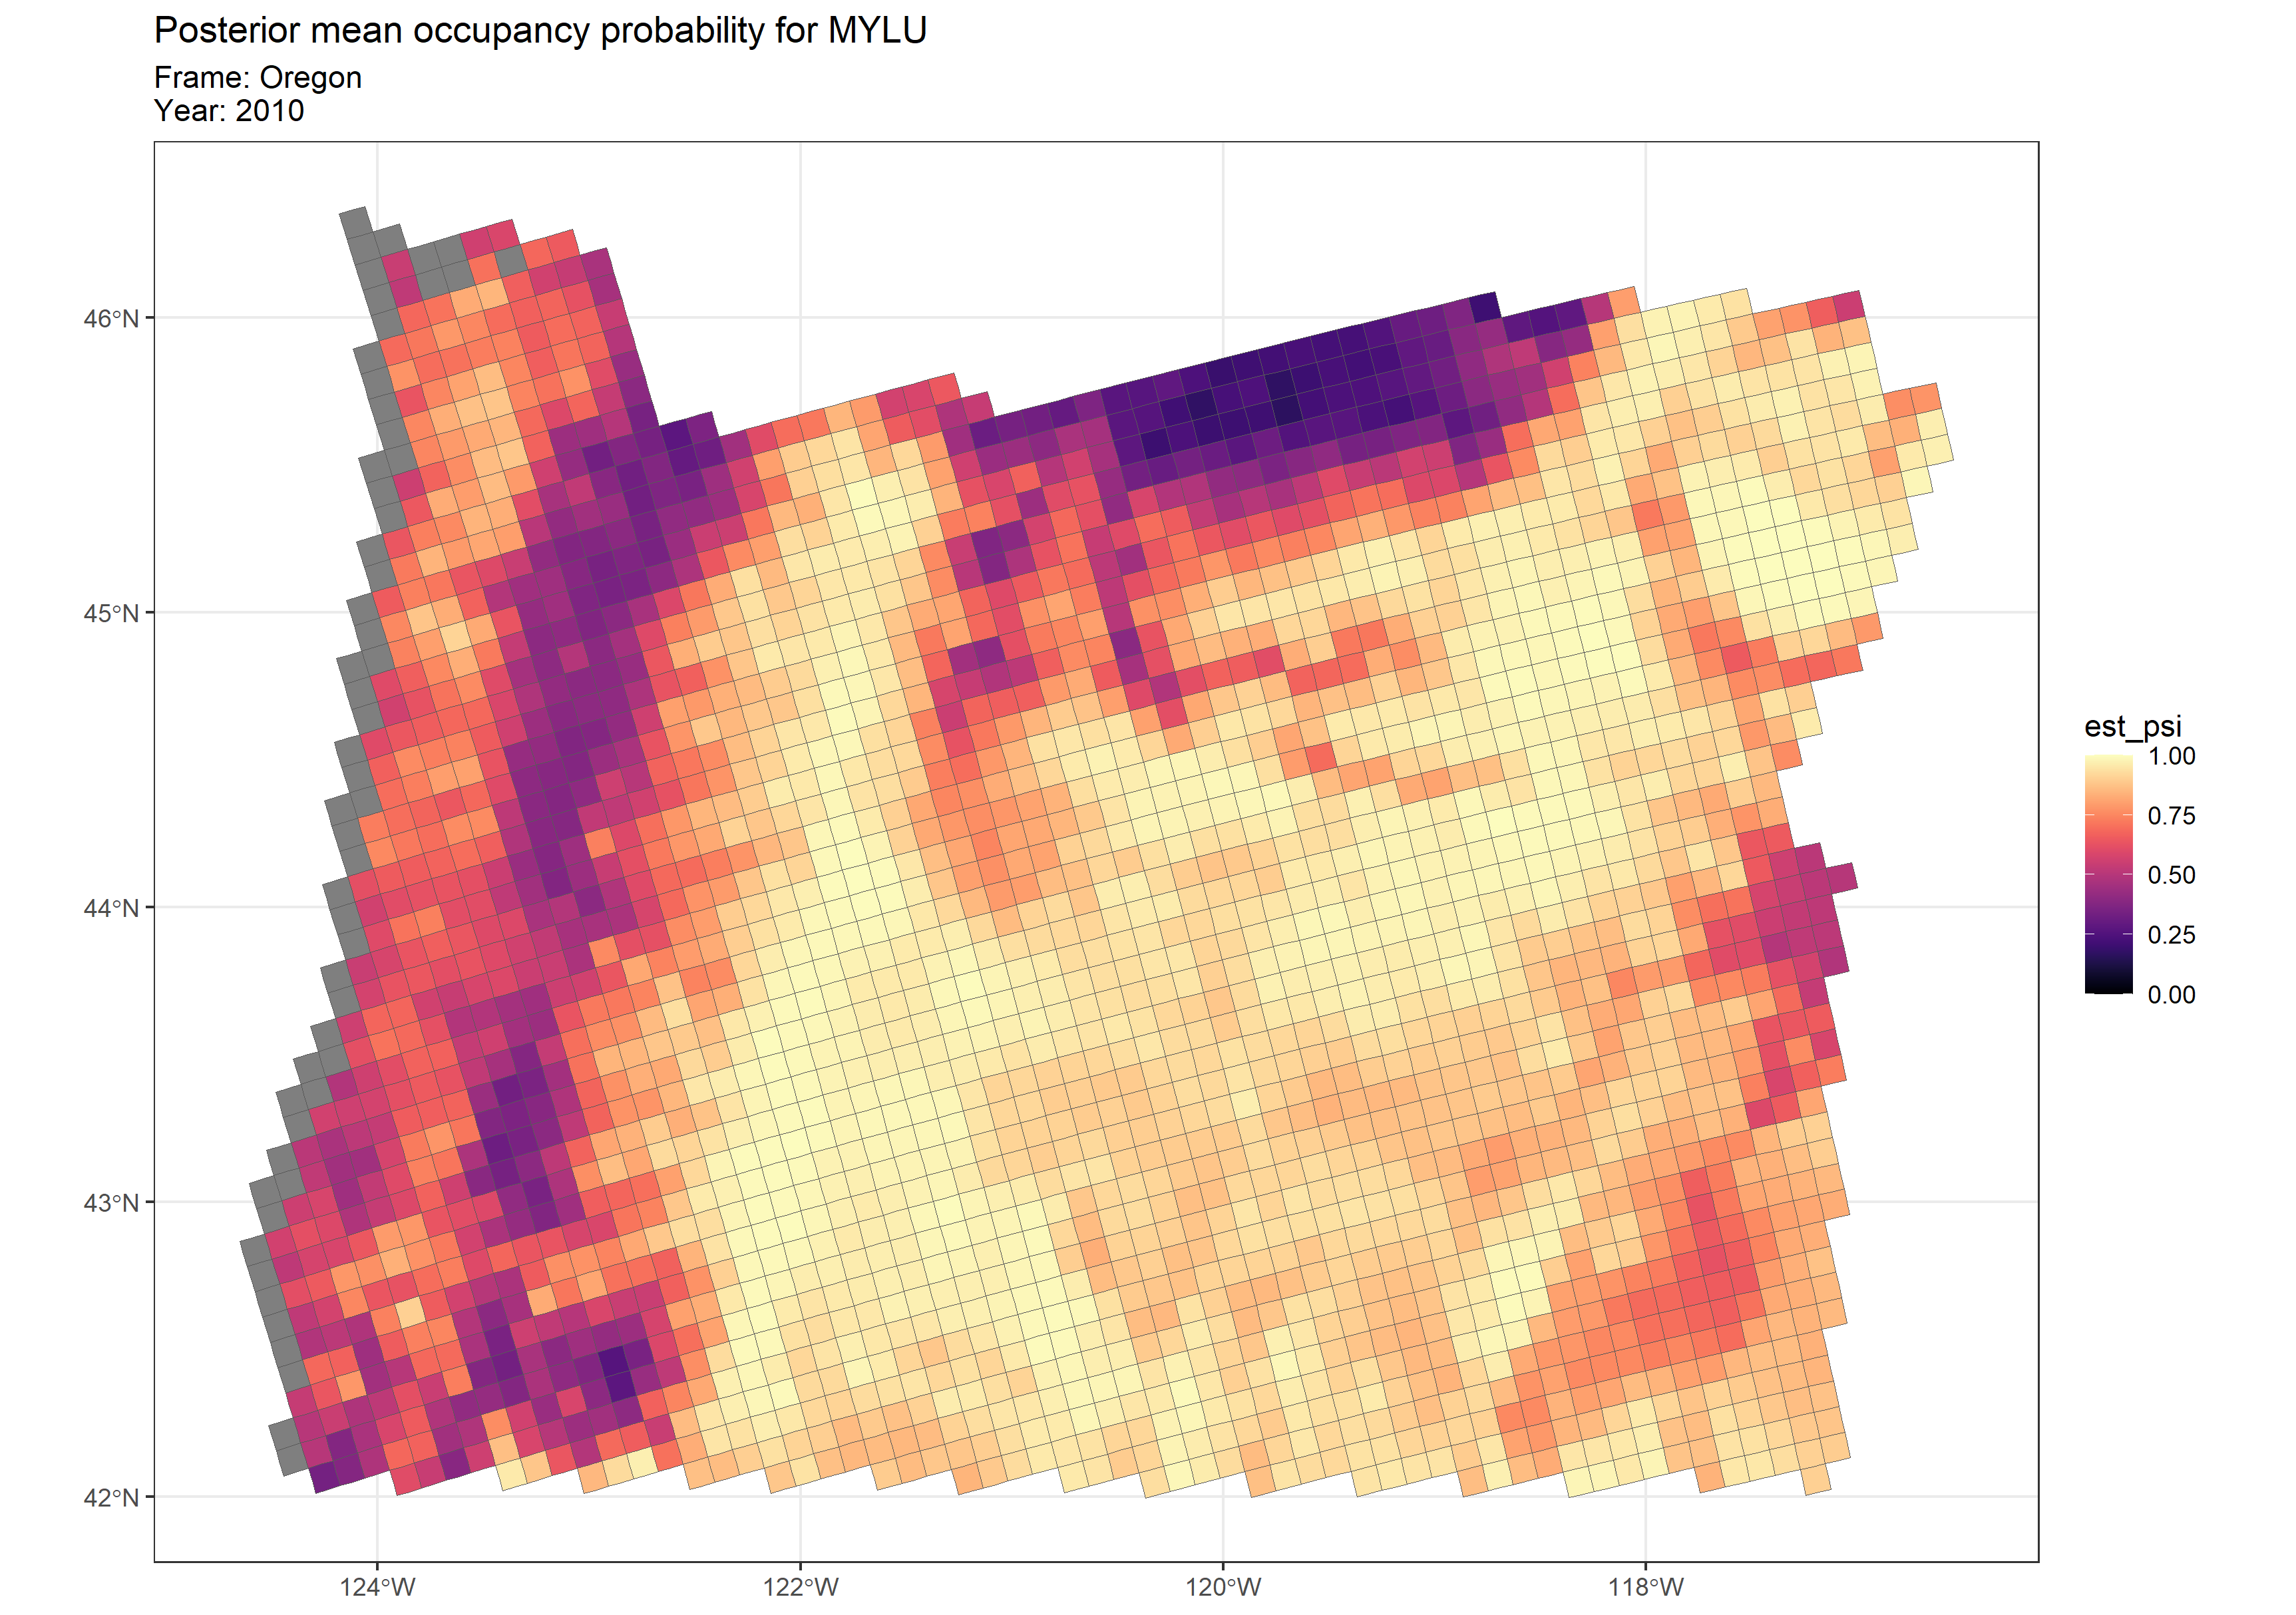 Posterior mean occupancy probability for MYLU
Frame: Oregon
Year: 2010
46°N
45°N
44°N
43°N
42°N
124°W
122°W
120°W
118°W
est_psi
1.00
0.75
0.50
0.25
0.00